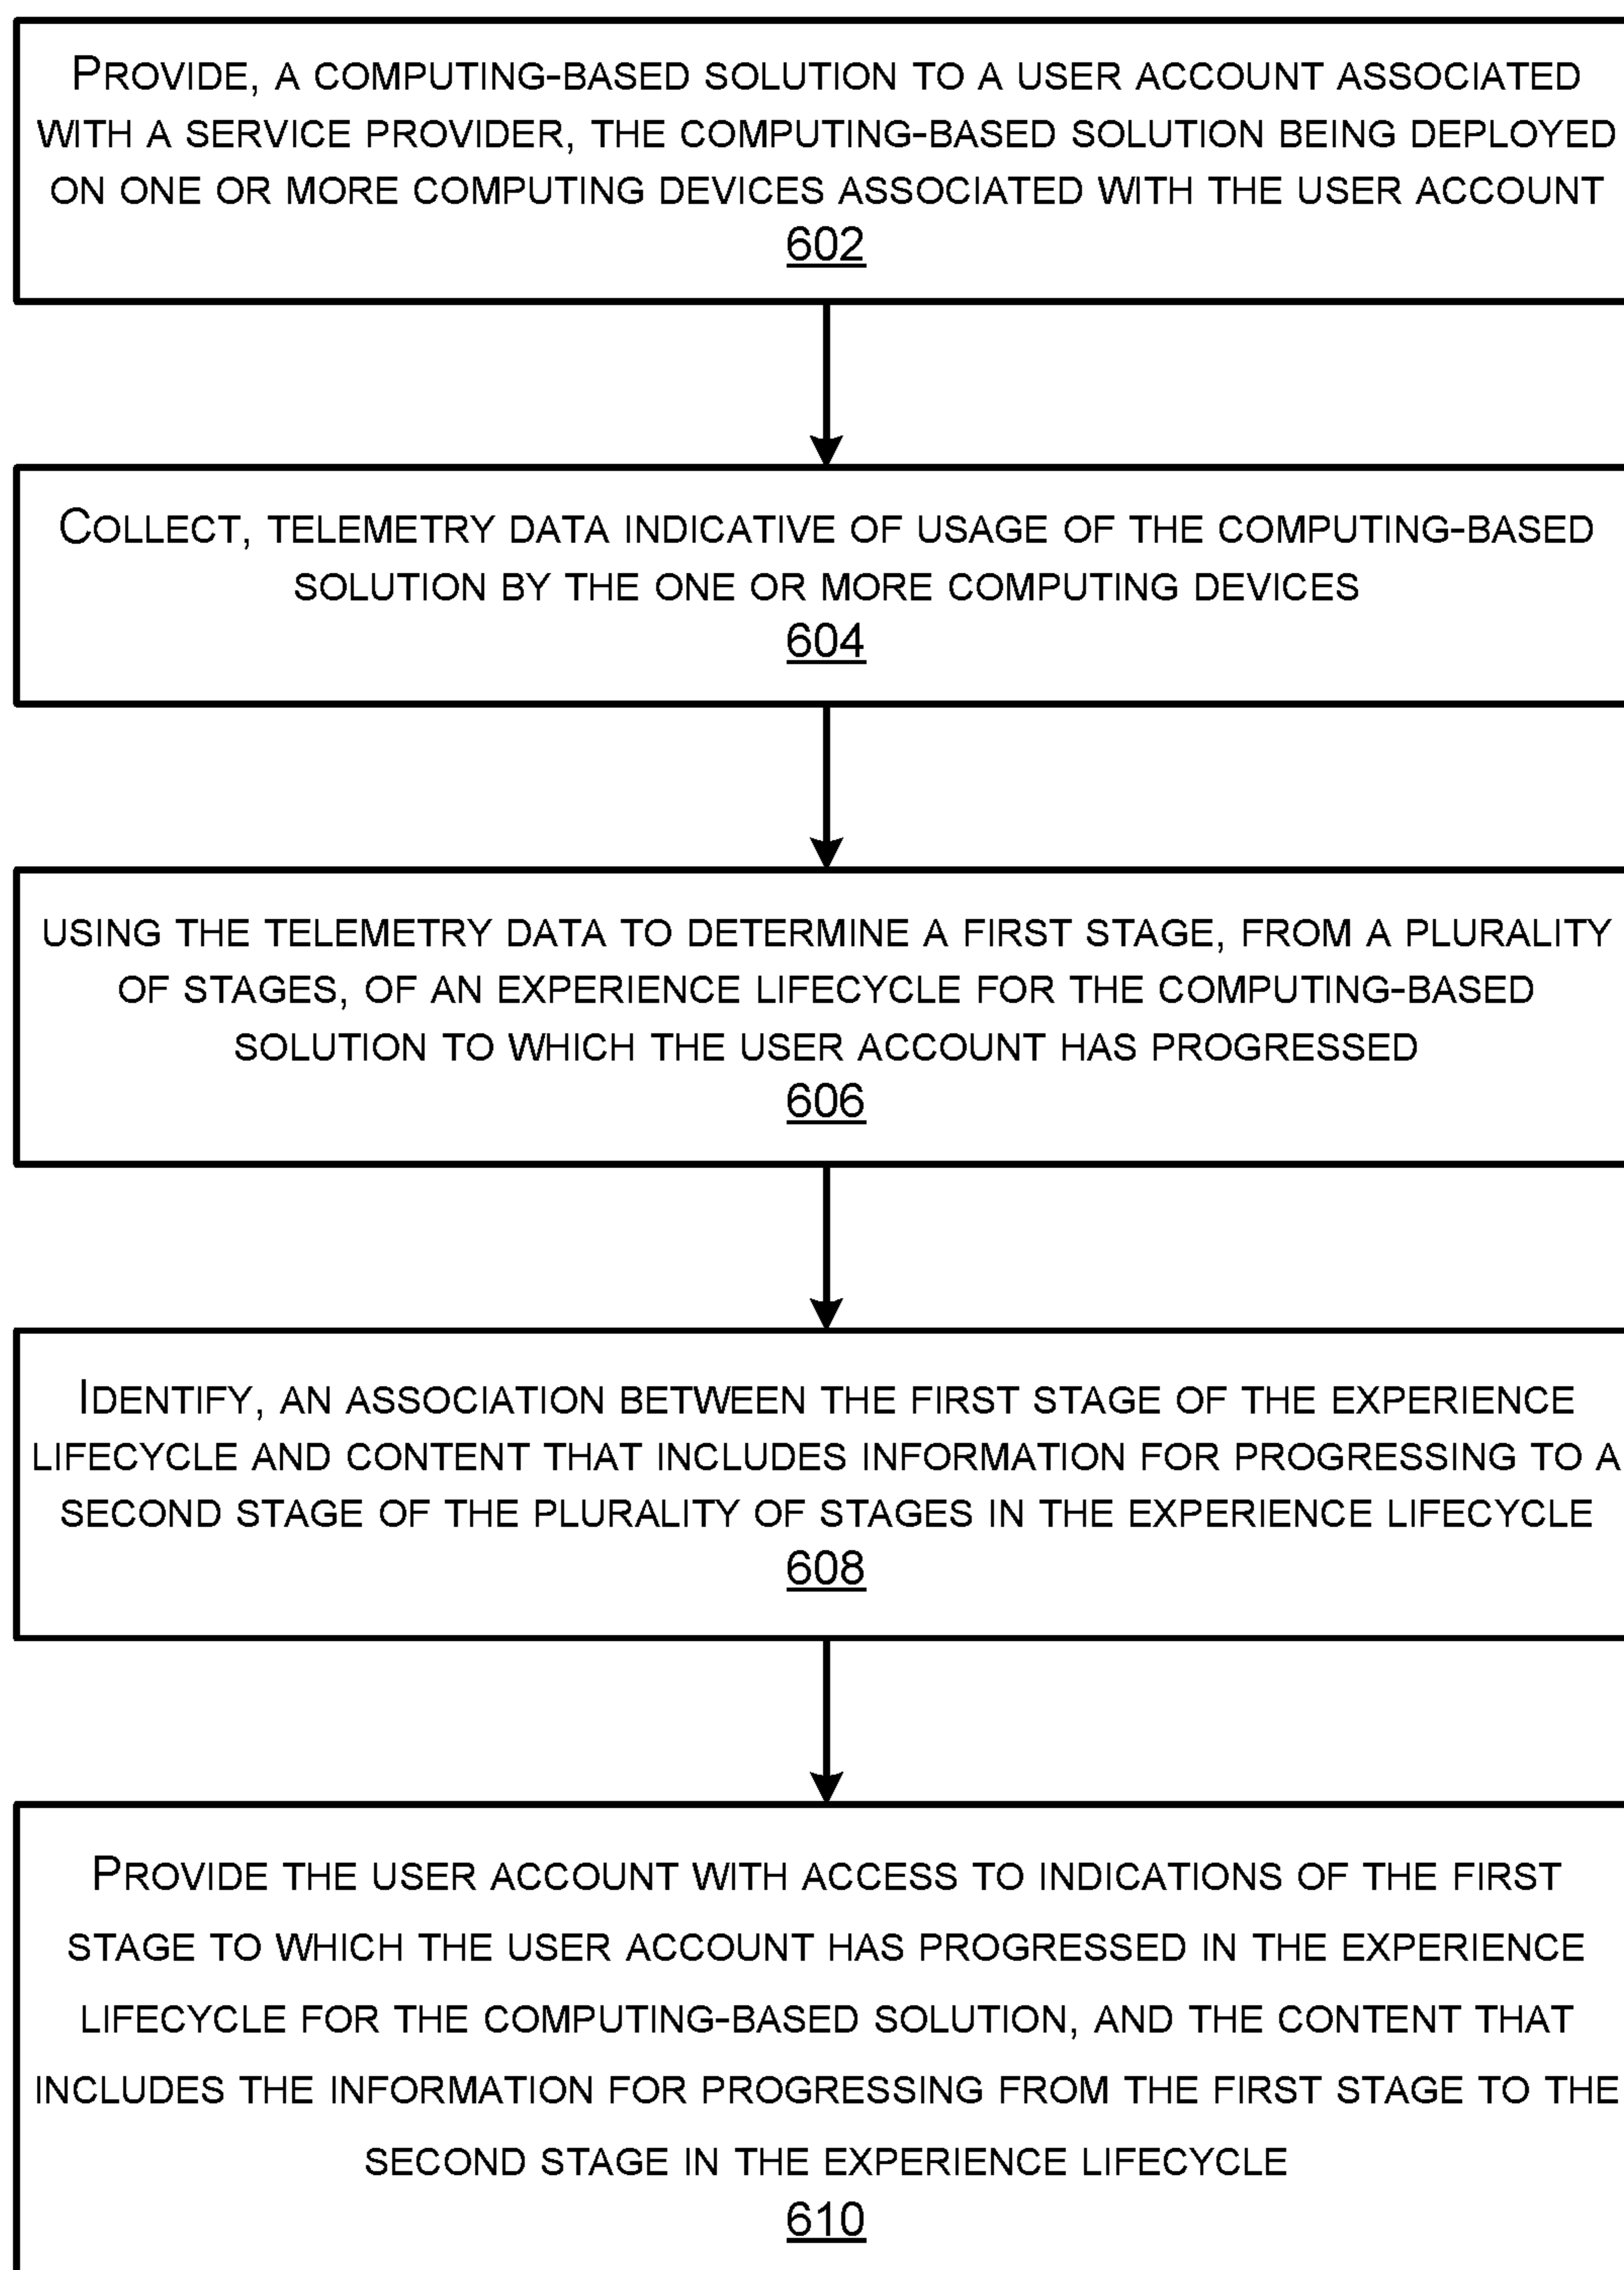 PROVIDE, A COMPUTING-BASED SOLUTION TO A USER ACCOUNT ASSOCIATED
WITH A SERVICE PROVIDER, THE COMPUTING-BASED SOLUTION BEING DEPLOYED
ON ONE OR MORE COMPUTING DEVICES ASSOCIATED WITH THE USER ACCOUNT
602
COLLECT, TELEMETRY DATA INDICATIVE OF USAGE OF THE COMPUTING-BASED
SOLUTION BY THE ONE OR MORE COMPUTING DEVICES
604
USING THE TELEMETRY DATA TO DETERMINE A FIRST STAGE, FROM A PLURALITY
OF STAGES, OF AN EXPERIENCE LIFECYCLE FOR THE COMPUTING-BASED
SOLUTION TO WHICH THE USER ACCOUNT HAS PROGRESSED
606
IDENTIFY, AN ASSOCIATION BETWEEN THE FIRST STAGE OF THE EXPERIENCE
LIFECYCLE AND CONTENT THAT INCLUDES INFORMATION FOR PROGRESSING TO A
SECOND STAGE OF THE PLURALITY OF STAGES IN THE EXPERIENCE LIFECYCLE
608
PROVIDE THE USER ACCOUNT WITH ACCESS TO INDICATIONS OF THE FIRST
STAGE TO WHICH THE USER ACCOUNT HAS PROGRESSED IN THE EXPERIENCE
LIFECYCLE FOR THE COMPUTING-BASED SOLUTION, AND THE CONTENT THAT
INCLUDES THE INFORMATION FOR PROGRESSING FROM THE FIRST STAGE TO THE
SECOND STAGE IN THE EXPERIENCE LIFECYCLE
610